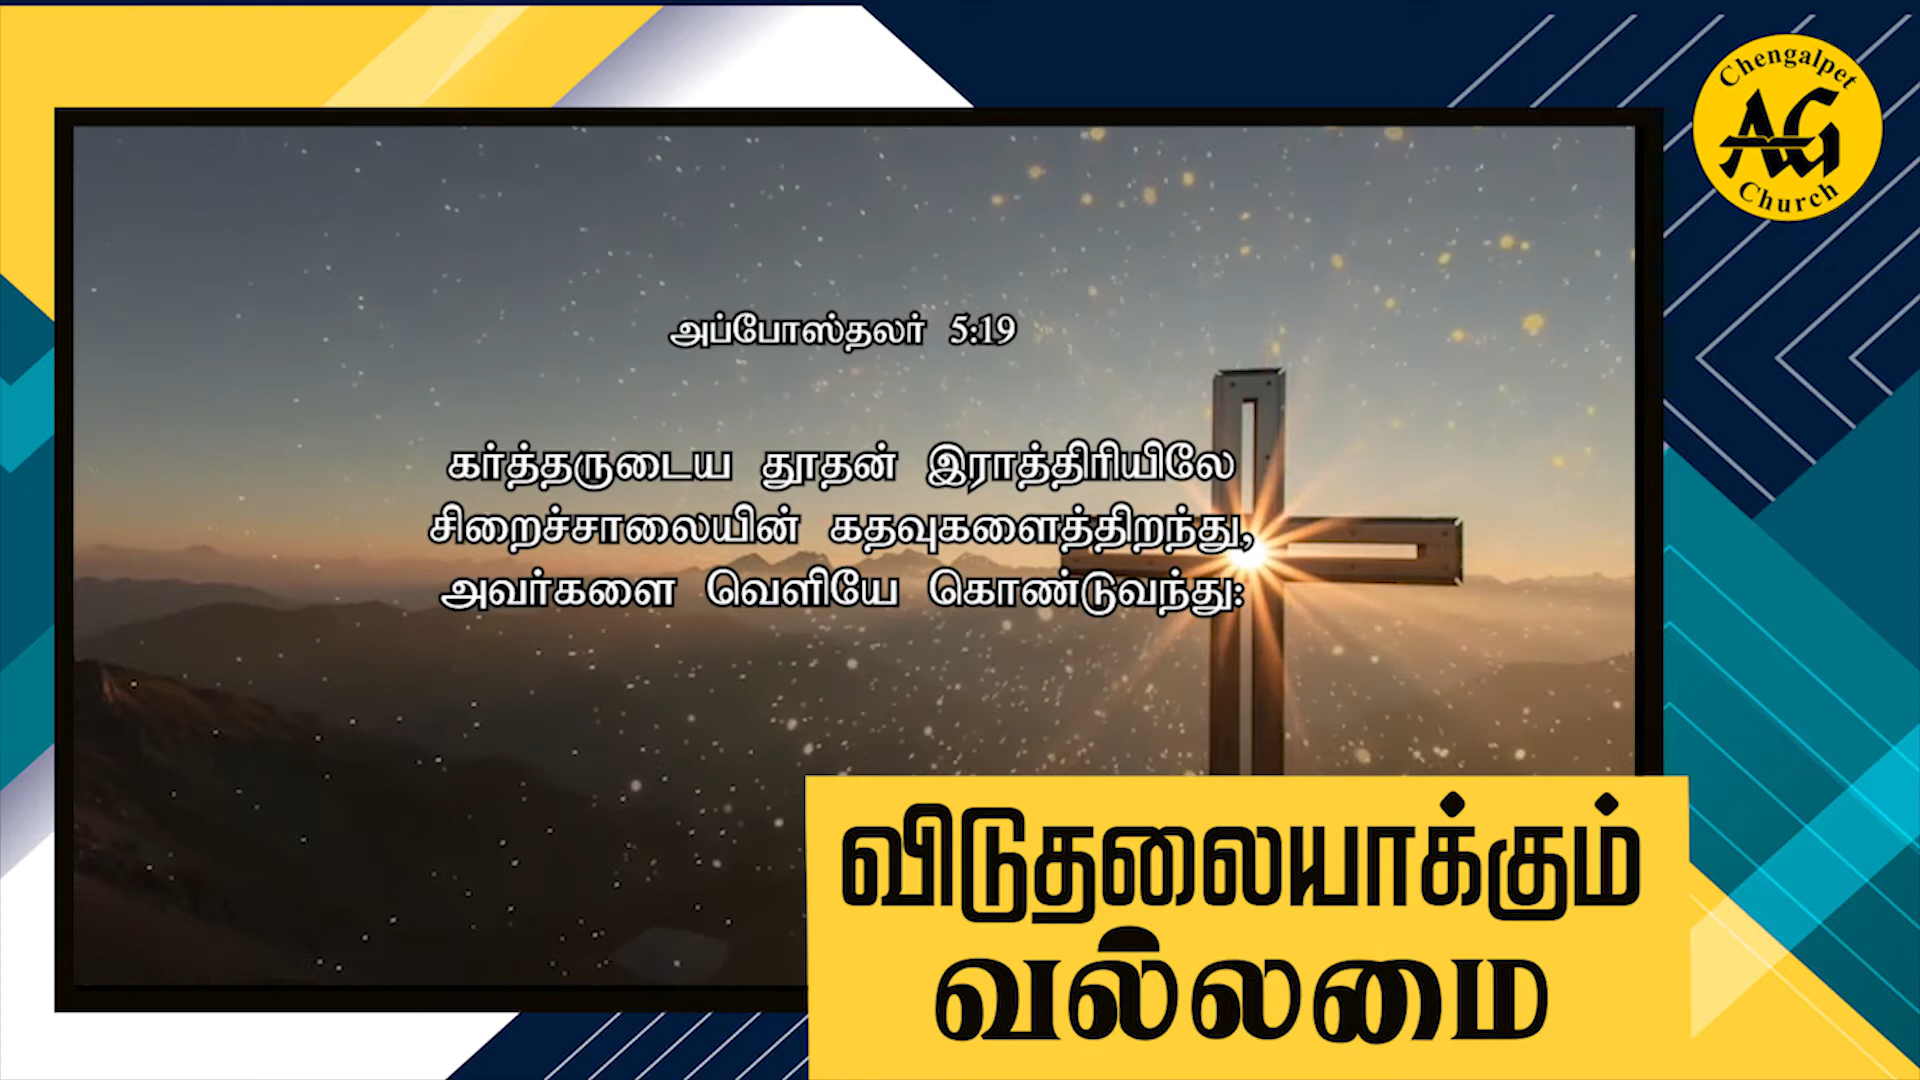 Chengalpet
AG
Church
அப்போஸ்தலர் 5:19
கர்த்தருடைய தூதன் இராத்திரியிலே
சிறைச்சாலையின் கதவுகளைத்திறந்து,
அவர்களை வெளியே கொண்டுவந்து:
விடுதலையாக்கும்
வல்லமை